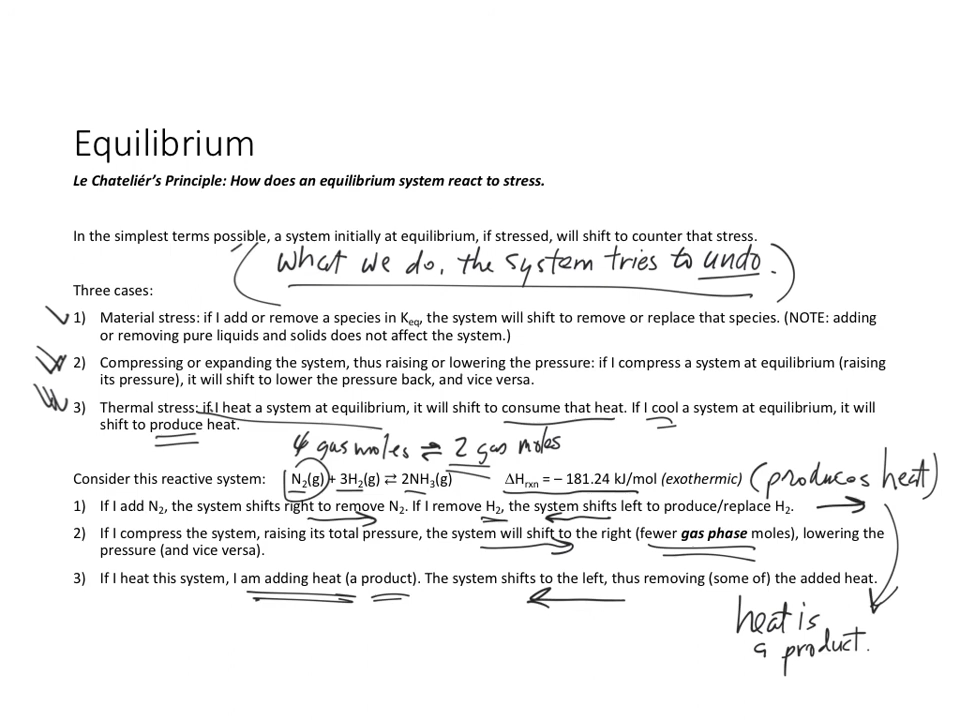 Equilibrium
Le Chateliér's Principle: How does an equilibrium system react to stress.
In the simplest terms possible, a system initially at equilibrium, if stressed, will shift to counter that stress.
(What we do, the system tries to undo.)
Three cases:
1) Material stress: if I add or remove a species in Keq, the system will shift to remove or replace that species. (NOTE: adding
or removing pure liquids and solids does not affect the system.)
2) Compressing or expanding the system, thus raising or lowering the pressure: if I compress a system at equilibrium (raising
its pressure), it will shift to lower the pressure back, and vice versa.
3) Thermal stress: if I heat a system at equilibrium, it will shift to consume that heat. If I cool a system at equilibrium, it will
shift to produce heat.
4 gas moles ⇌ 2 gas moles
Consider this reactive system: N₂(g) + 3H₂(g) ⇄ 2NH₃(g) ΔHrxn = – 181.24 kJ/mol (exothermic) (produces heat)
1) If I add N₂, the system shifts right to remove N₂. If I remove H₂, the system shifts left to produce/replace H₂.
2) If I compress the system, raising its total pressure, the system will shift to the right (fewer gas phase moles), lowering the
pressure (and vice versa).
3) If I heat this system, I am adding heat (a product). The system shifts to the left, thus removing (some of) the added heat.
heat is
a product.